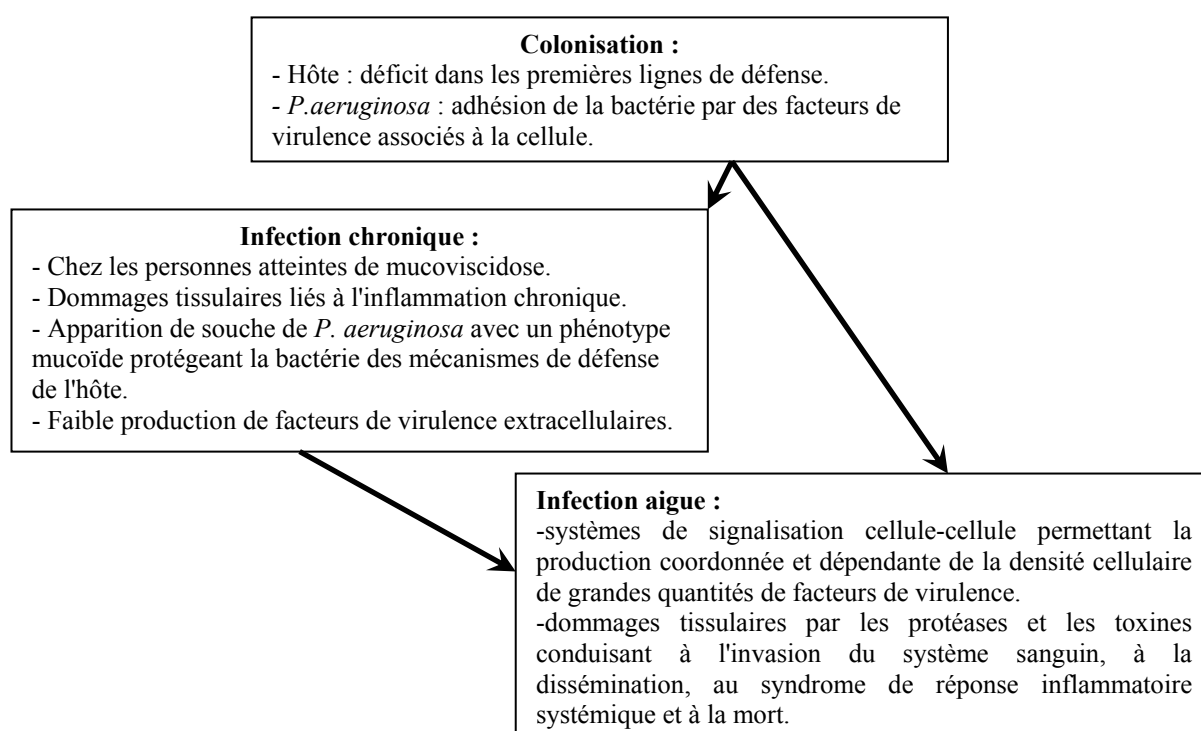 Colonisation :
- Hôte : déficit dans les premières lignes de défense.
- P.aeruginosa : adhésion de la bactérie par des facteurs de
virulence associés à la cellule.
Infection chronique :
- Chez les personnes atteintes de mucoviscidose.
- Dommages tissulaires liés à l'inflammation chronique.
- Apparition de souche de P. aeruginosa avec un phénotype
mucoïde protégeant la bactérie des mécanismes de défense
de l'hôte.
- Faible production de facteurs de virulence extracellulaires.
Infection aigue :
-systèmes de signalisation cellule-cellule permettant la
production coordonnée et dépendante de la densité cellulaire
de grandes quantités de facteurs de virulence.
-dommages tissulaires par les protéases et les toxines
conduisant à l'invasion du système sanguin, à la
dissémination, au syndrome de réponse inflammatoire
systémique et à la mort.